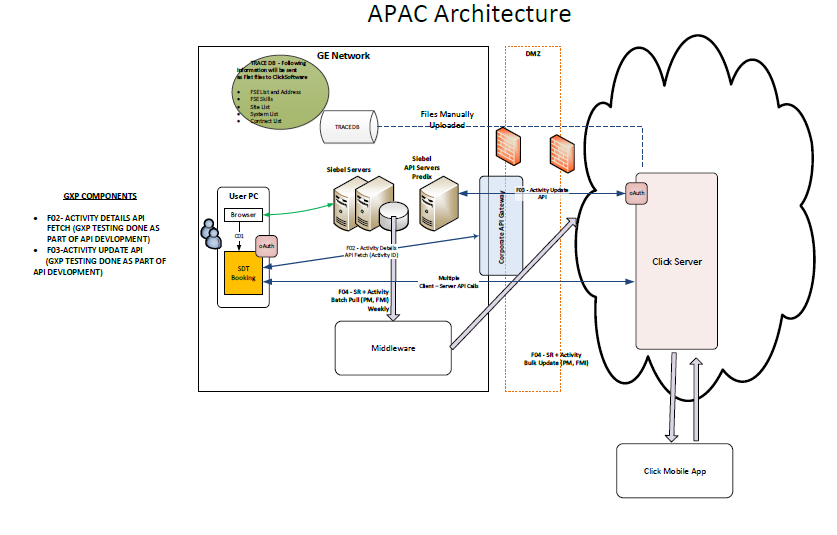 APAC Architecture
GE Network
DMZ
TRACE DB - Following
information will be sent
as Flat files to ClickSoftware
• FSE List and Address
• FSE Skills
• Site List
• System List
• Contract List
TRACE DB
Files Manually
Uploaded
Siebel Servers
Siebel
API Servers
Predix
GXP COMPONENTS
• F02- ACTIVITY DETAILS API
FETCH (GXP TESTING DONE AS
PART OF API DEVLOPMENT)
• F03-ACTIVITY UPDATE API
(GXP TESTING DONE AS PART OF
API DEVLOPMENT)
User PC
Browser
CD1
oAuth
SDT
Booking
F02 - Activity Details
API Fetch (Activity ID)
Corporate API Gateway
F03 - Activity Update
API
oAuth
Click Server
Multiple
Client – Server API Calls
F04 - SR + Activity
Batch Pull (PM, FMI)
Weekly
Middleware
F04 - SR + Activity
Bulk Update (PM, FMI)
Click Mobile App